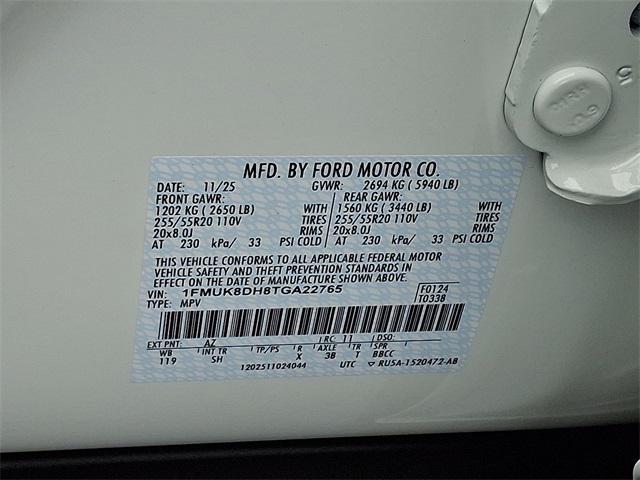 MFD. BY FORD MOTOR CO.
DATE: 11/25 GVWR: 2694 KG ( 5940 LB)
FRONT GAWR: REAR GAWR:
1202 KG ( 2650 LB) WITH 1560 KG ( 3440 LB) WITH
255/55R20 110V TIRES 255/55R20 110V TIRES
20x8.0J RIMS 20x8.0J RIMS
AT 230 kPa/ 33 PSI COLD AT 230 kPa/ 33 PSI COLD
THIS VEHICLE CONFORMS TO ALL APPLICABLE FEDERAL MOTOR
VEHICLE SAFETY AND THEFT PREVENTION STANDARDS IN
EFFECT ON THE DATE OF MANUFACTURE SHOWN ABOVE.
VIN: 1FMUK8DH8TGA22765 F0124
TYPE: MPV T0338
EXT PNT: AZ RC: 11 DSO:
WB INT TR TP/PS R AXLE TR SPR
119 SH X 3B T BBCC
1202511024044 UTC RU5A-1520472-AB